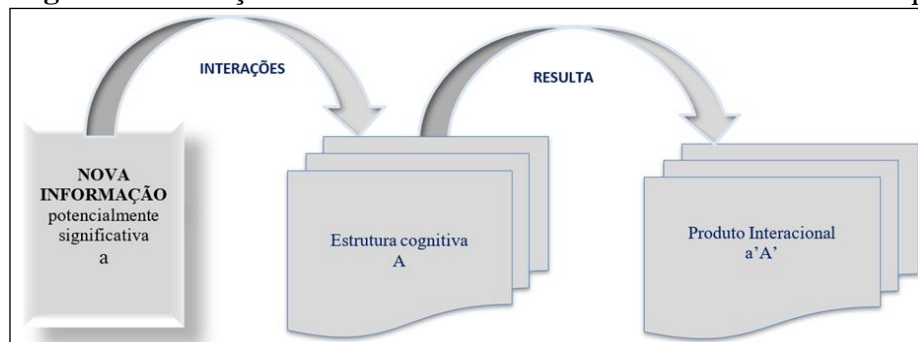 INTERAÇÕES
RESULTA
NOVA
INFORMAÇÃO
potencialmente
significativa
a
Estrutura cognitiva
A
Produto Interacional
a’A’